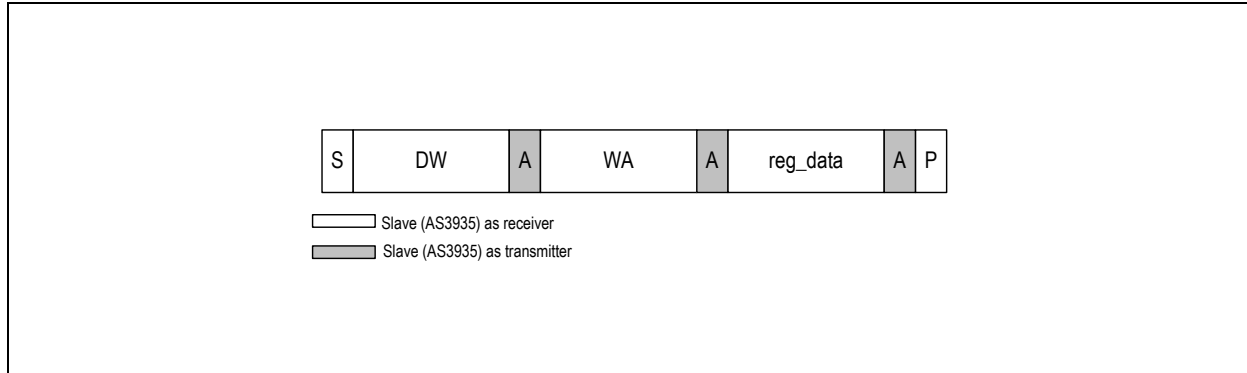 S DW A WA A reg_data A P
Slave (AS3935) as receiver
Slave (AS3935) as transmitter